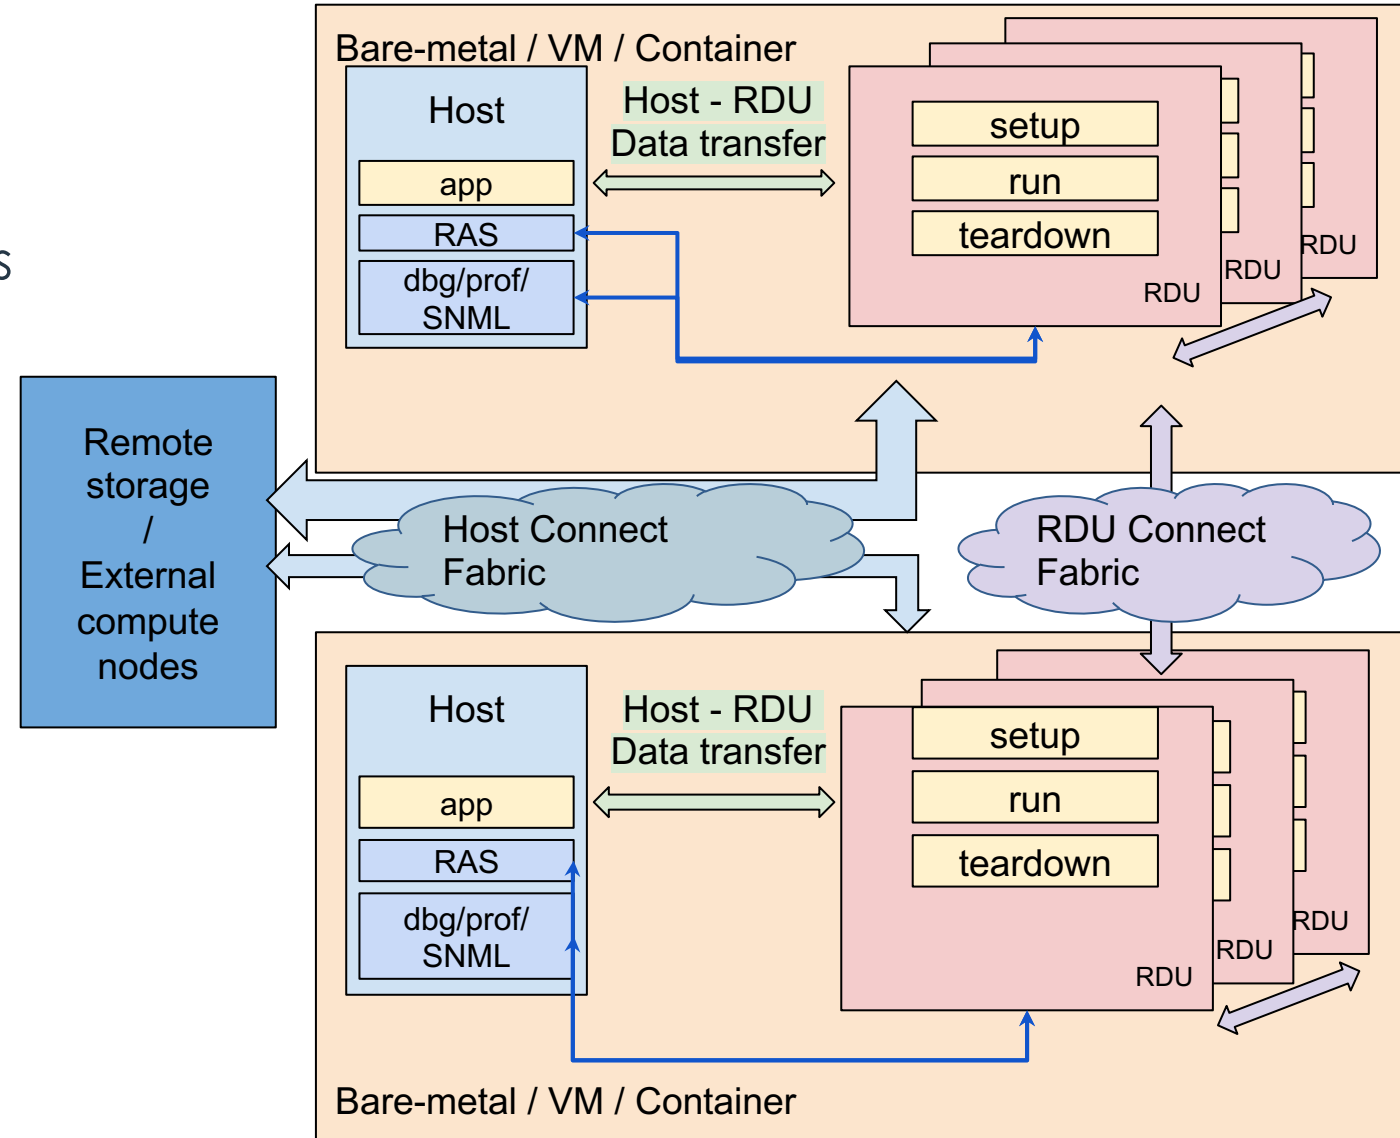 Bare-metal / VM / Container
Host
app
RAS
dbg/prof/
SNML
Host - RDU
Data transfer
setup
run
teardown
RDU
RDU
RDU
s
Remote
storage
/
External
compute
nodes
Host Connect
Fabric
RDU Connect
Fabric
Host
app
RAS
dbg/prof/
SNML
Host - RDU
Data transfer
setup
run
teardown
RDU
RDU
RDU
Bare-metal / VM / Container